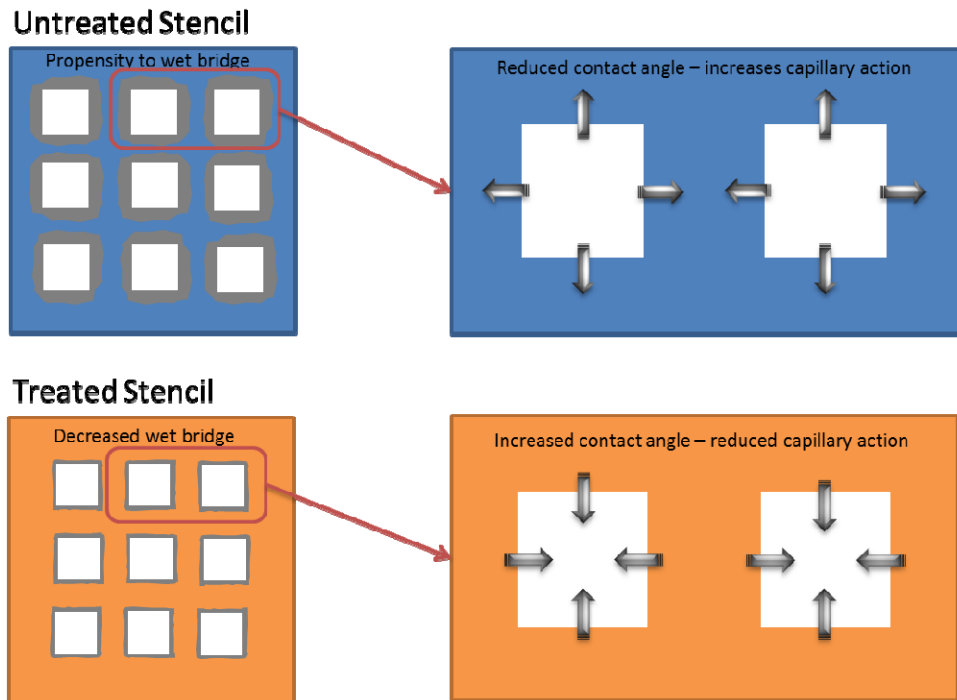 Untreated Stencil
Propensity to wet bridge
Reduced contact angle – increases capillary action
Treated Stencil
Decreased wet bridge
Increased contact angle – reduced capillary action